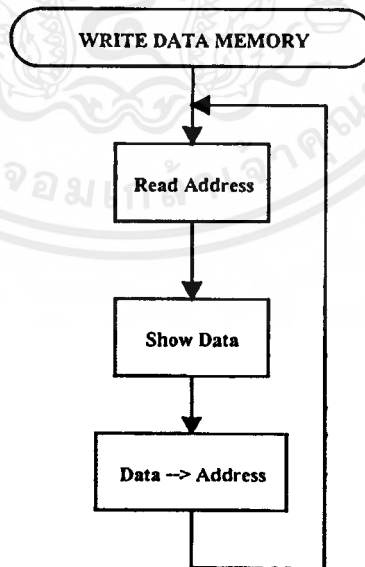 WRITE DATA MEMORY
Read Address
Show Data
Data --> Address